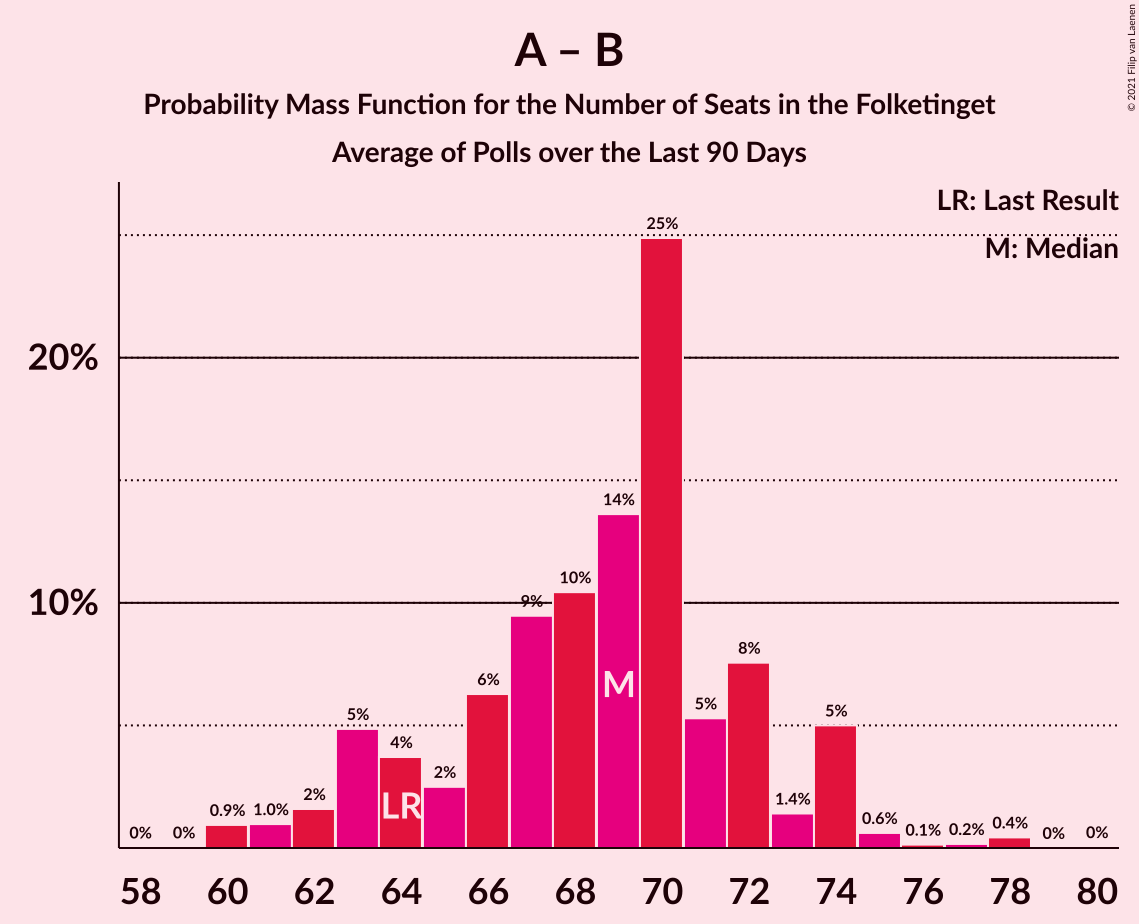 A – B
Probability Mass Function for the Number of Seats in the Folketinget
Average of Polls over the Last 90 Days
© 2021 Filip van Laenen
LR: Last Result
M: Median
20%
10%
0% 0% 0.9% 1.0% 2% 5% 4% 2% 6% 9% 10% 14% 25% 5% 8% 1.4% 5% 0.6% 0.1% 0.2% 0.4% 0% 0%
LR M
58 60 62 64 66 68 70 72 74 76 78 80